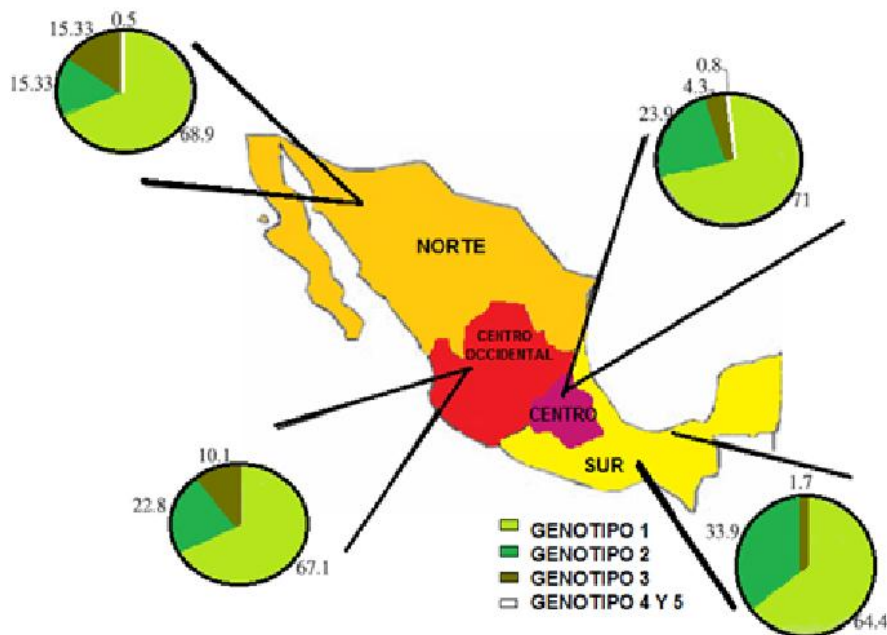 15.33
0.5
15.33
68.9
0.8
4.3
23.9
71
NORTE
CENTRO
OCCIDENTAL
CENTRO
SUR
10.1
22.8
67.1
1.7
33.9
64.4
GENOTIPO 1
GENOTIPO 2
GENOTIPO 3
GENOTIPO 4 Y 5